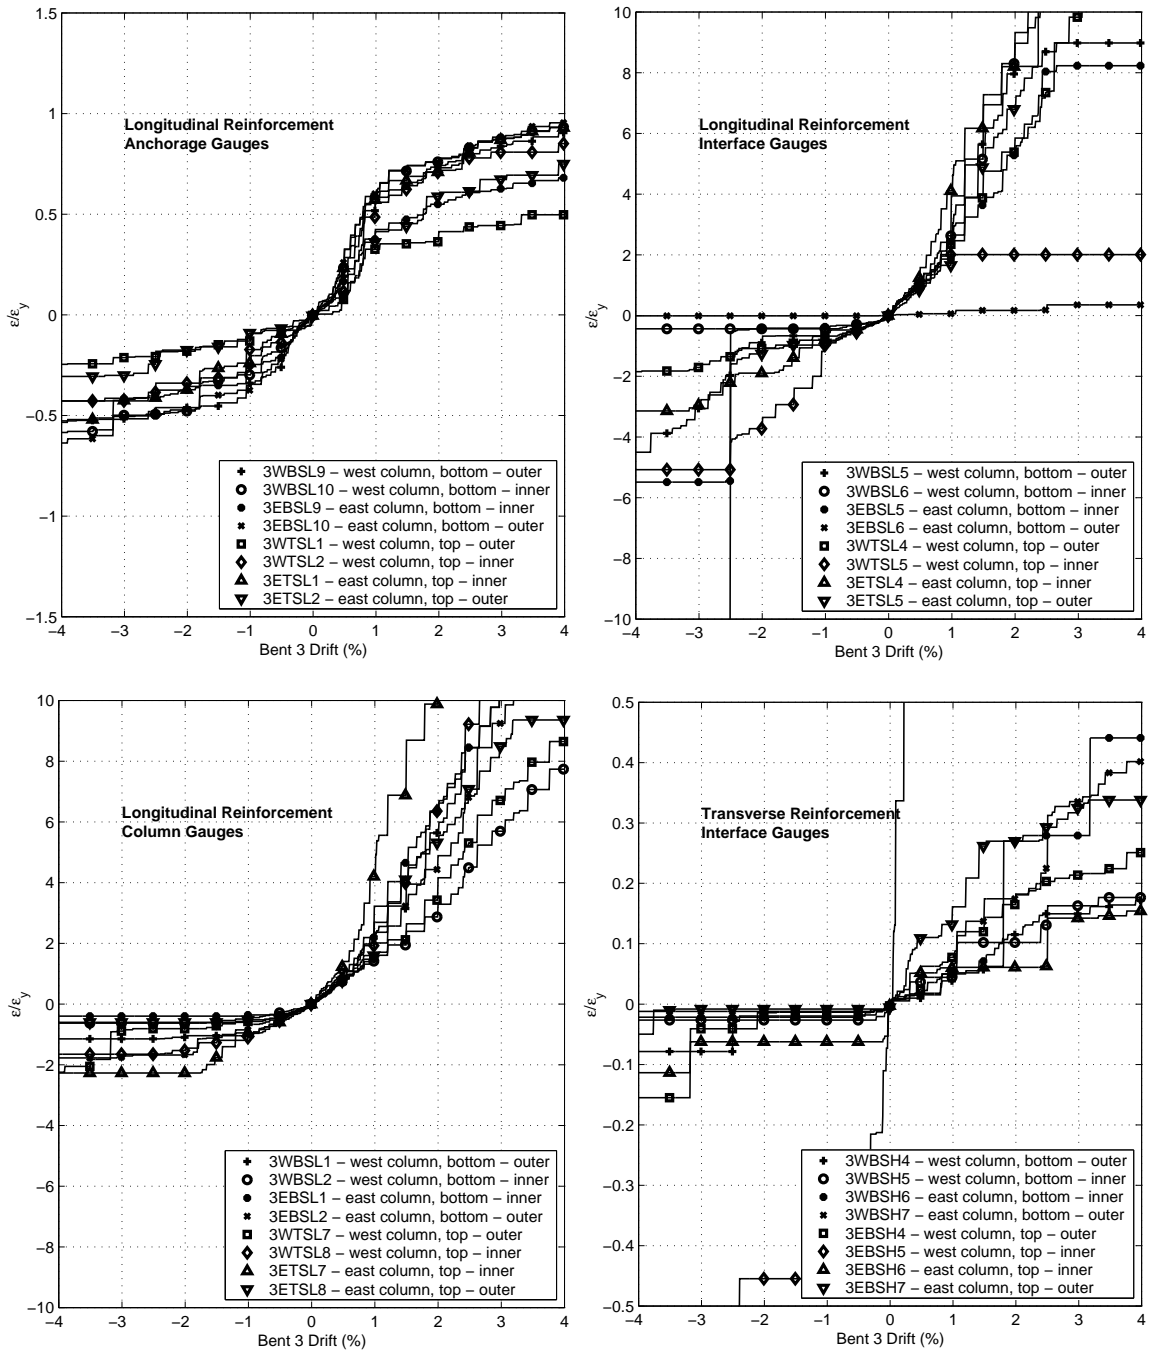 1.5
1
0.5
0
−0.5
−1
−1.5
ε/εy
Longitudinal Reinforcement
Anchorage Gauges
3WBSL9 − west column, bottom − outer
3WBSL10 − west column, bottom − inner
3EBSL9 − east column, bottom − inner
3EBSL10 − east column, bottom − outer
3WTSL1 − west column, top − outer
3WTSL2 − west column, top − inner
3ETSL1 − east column, top − inner
3ETSL2 − east column, top − outer
−4 −3 −2 −1 0 1 2 3 4
Bent 3 Drift (%)
10
8
6
4
2
0
−2
−4
−6
−8
−10
ε/εy
Longitudinal Reinforcement
Interface Gauges
3WBSL5 − west column, bottom − outer
3WBSL6 − west column, bottom − inner
3EBSL5 − east column, bottom − inner
3EBSL6 − east column, bottom − outer
3WTSL4 − west column, top − outer
3WTSL5 − west column, top − inner
3ETSL4 − east column, top − inner
3ETSL5 − east column, top − outer
−4 −3 −2 −1 0 1 2 3 4
Bent 3 Drift (%)
10
8
6
4
2
0
−2
−4
−6
−8
−10
ε/εy
Longitudinal Reinforcement
Column Gauges
3WBSL1 − west column, bottom − outer
3WBSL2 − west column, bottom − inner
3EBSL1 − east column, bottom − inner
3EBSL2 − east column, bottom − outer
3WTSL7 − west column, top − outer
3WTSL8 − west column, top − inner
3ETSL7 − east column, top − inner
3ETSL8 − east column, top − outer
−4 −3 −2 −1 0 1 2 3 4
Bent 3 Drift (%)
0.5
0.4
0.3
0.2
0.1
0
−0.1
−0.2
−0.3
−0.4
−0.5
ε/εy
Transverse Reinforcement
Interface Gauges
3WBSH4 − west column, bottom − outer
3WBSH5 − west column, bottom − inner
3WBSH6 − east column, bottom − inner
3WBSH7 − east column, bottom − outer
3EBSH4 − west column, top − outer
3EBSH5 − west column, top − inner
3EBSH6 − east column, top − inner
3EBSH7 − east column, top − outer
−4 −3 −2 −1 0 1 2 3 4
Bent 3 Drift (%)